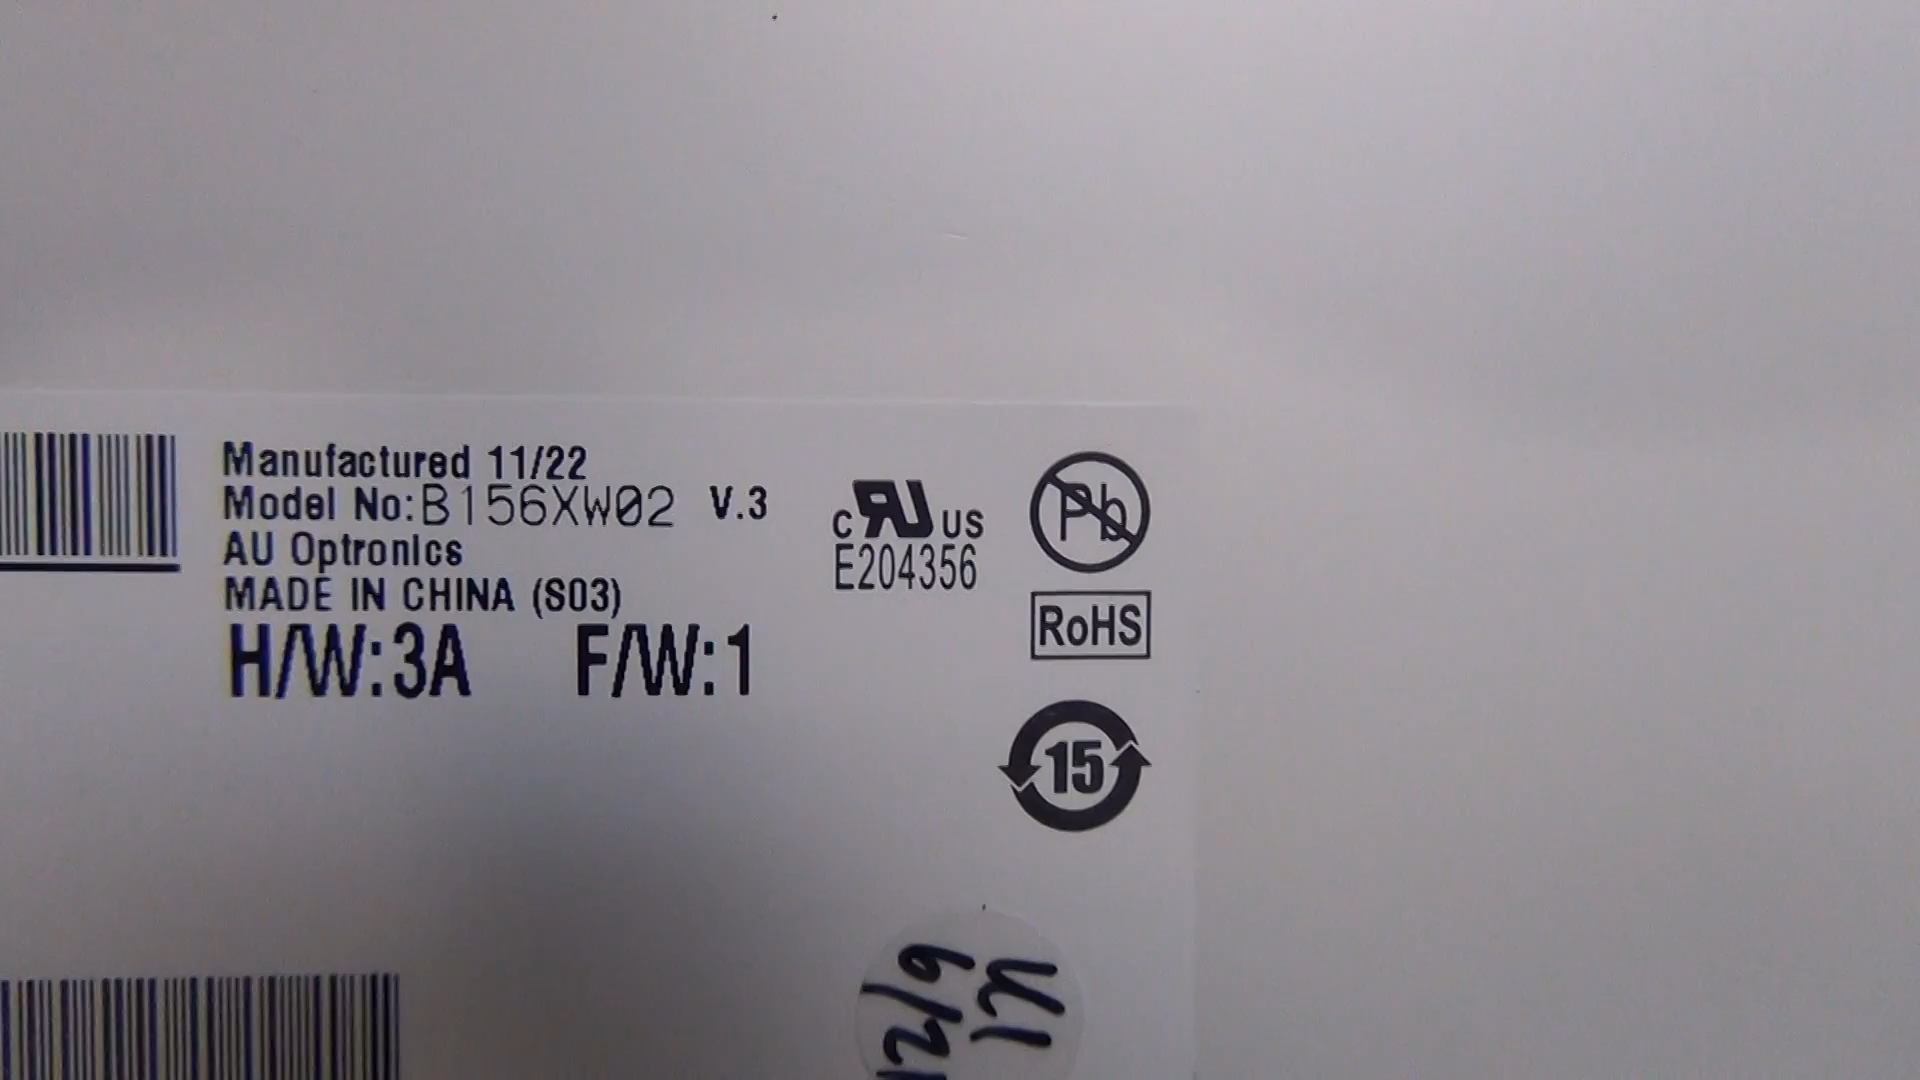 Manufactured 11/22
Model No:B156XW02 V.3
AU Optronics
MADE IN CHINA (S03)
H/W:3A F/W:1
c RU US
E204356
Pb
RoHS
15